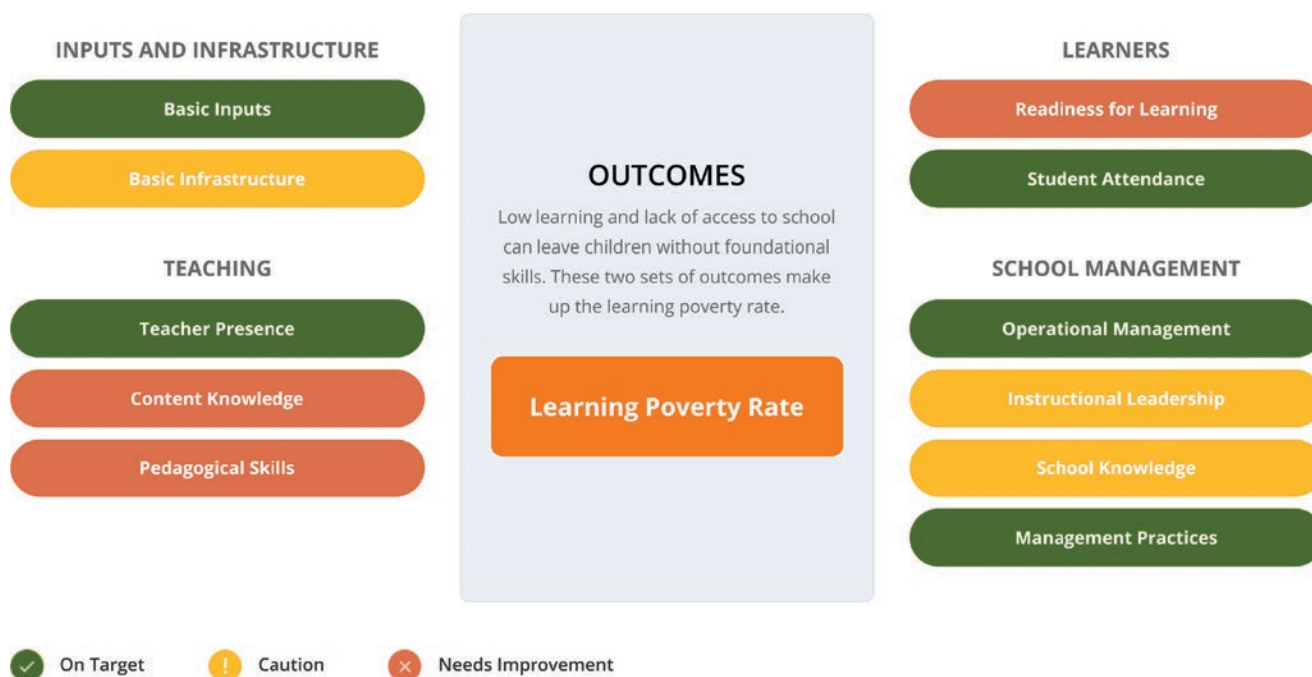 INPUTS AND INFRASTRUCTURE
Basic Inputs
Basic Infrastructure
TEACHING
Teacher Presence
Content Knowledge
Pedagogical Skills
OUTCOMES
Low learning and lack of access to school
can leave children without foundational
skills. These two sets of outcomes make
up the learning poverty rate.
Learning Poverty Rate
LEARNERS
Readiness for Learning
Student Attendance
SCHOOL MANAGEMENT
Operational Management
Instructional Leadership
School Knowledge
Management Practices
On Target
Caution
Needs Improvement